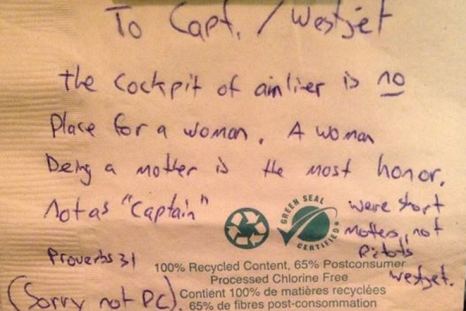 To Capt. / Westjet
the cockpit of airliner is no
place for a woman. A woman
being a mother is the most honor,
not as "captain"
were short
mothers, not
pilots
westjet.
Proverbs 31
(Sorry not PC)
GREEN SEAL
CERTIFIED
100% Recycled Content, 65% Postconsumer
Processed Chlorine Free
Contient 100% de matières recyclées
65% de fibres post-consommation